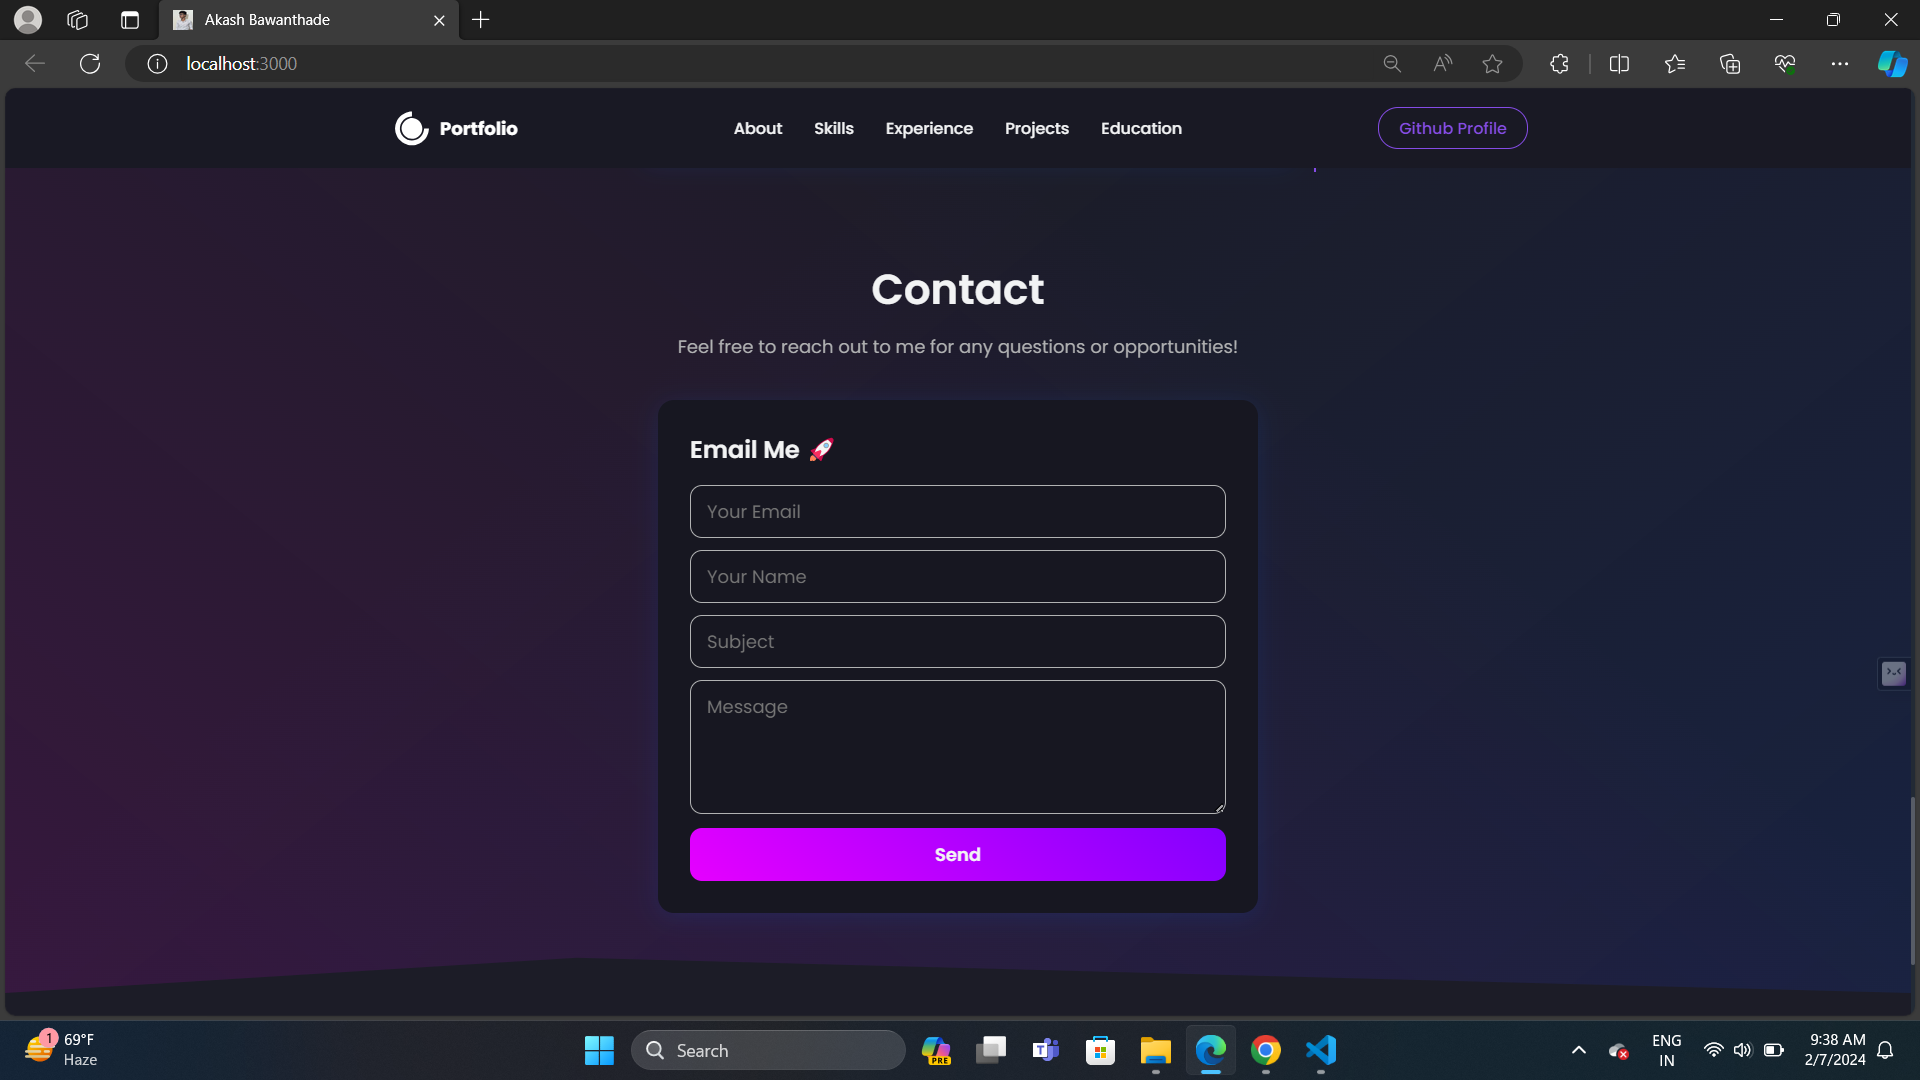 Akash Bawanthade
localhost:3000
Portfolio
About
Skills
Experience
Projects
Education
Github Profile
Contact
Feel free to reach out to me for any questions or opportunities!
Email Me 🚀
Your Email
Your Name
Subject
Message
Send
1
69°F
Haze
Search
PRE
T
ENG
IN
9:38 AM
2/7/2024